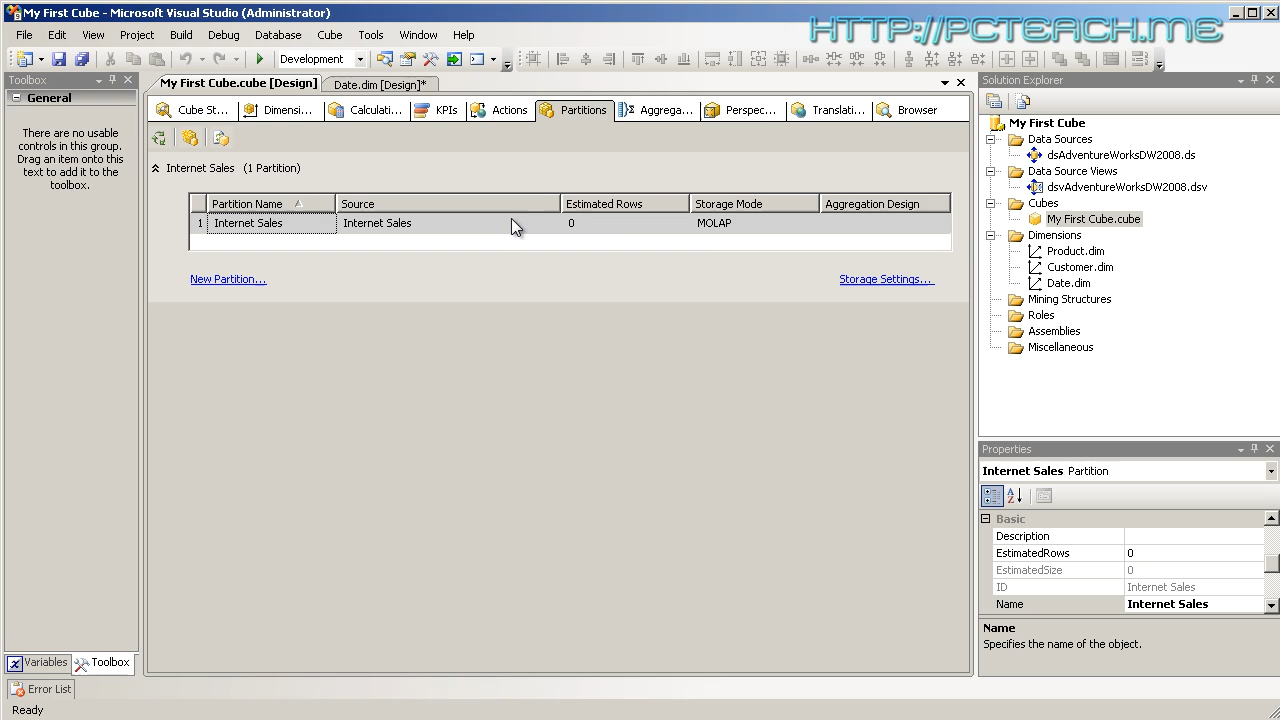 My First Cube - Microsoft Visual Studio (Administrator)
HTTP://PCTEACH.ME
File Edit View Project Build Debug Database Cube Tools Window Help
Development
Toolbox
General
There are no usable
controls in this group.
Drag an item onto this
text to add it to the
toolbox.
Variables Toolbox
Error List
Ready
My First Cube.cube [Design] Date.dim [Design]*
Cube St... Dimensi... Calculati... KPIs Actions Partitions Aggrega... Perspec... Translati... Browser
Internet Sales (1 Partition)
Partition Name Source Estimated Rows Storage Mode Aggregation Design
1 Internet Sales Internet Sales 0 MOLAP
New Partition... Storage Settings...
Solution Explorer
My First Cube
Data Sources
dsAdventureWorksDW2008.ds
Data Source Views
dsvAdventureWorksDW2008.dsv
Cubes
My First Cube.cube
Dimensions
Product.dim
Customer.dim
Date.dim
Mining Structures
Roles
Assemblies
Miscellaneous
Properties
Internet Sales Partition
Basic
Description
EstimatedRows 0
EstimatedSize 0
ID Internet Sales
Name Internet Sales
Name
Specifies the name of the object.